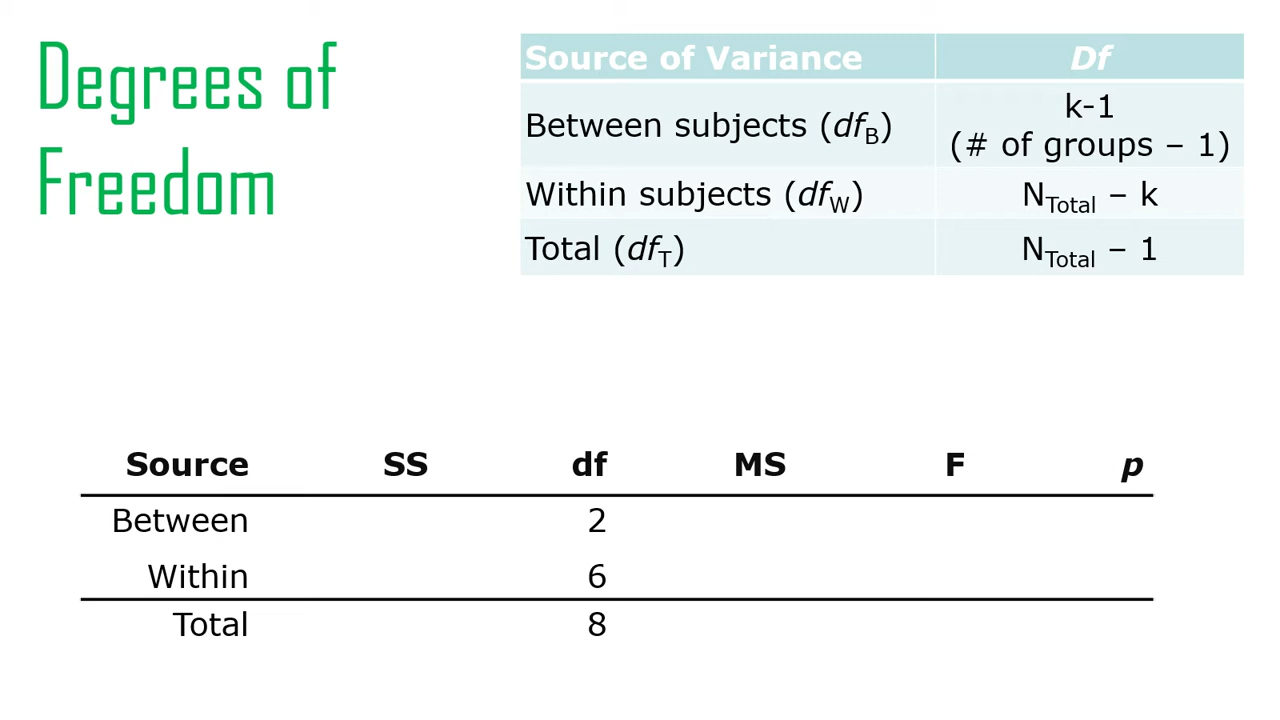 Degrees of
Freedom
Source of Variance Df
Between subjects (dfB) k-1
(# of groups – 1)
Within subjects (dfW) NTotal – k
Total (dfT) NTotal – 1
Source SS df MS F p
Between 2
Within 6
Total 8